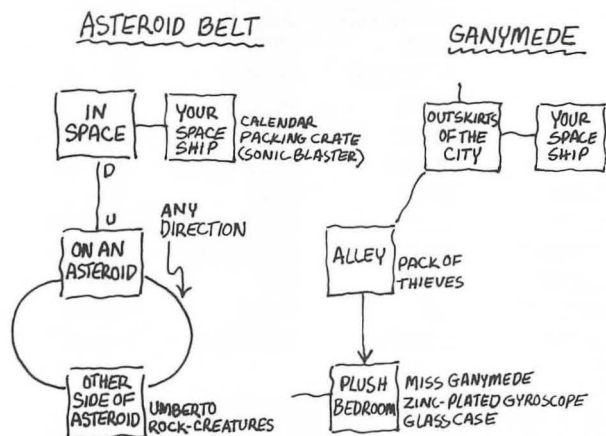 ASTEROID BELT
IN
SPACE
YOUR
SPACE
SHIP
CALENDAR
PACKING CRATE
(SONIC BLASTER)
D
U
ANY
DIRECTION
ON AN
ASTEROID
OTHER
SIDE OF
ASTEROID
UMBERTO
ROCK-CREATURES
GANYMEDE
OUTSKIRTS
OF THE
CITY
YOUR
SPACE
SHIP
ALLEY
PACK OF
THIEVES
PLUSH
BEDROOM
MISS GANYMEDE
ZINC-PLATED GYROSCOPE
GLASS CASE